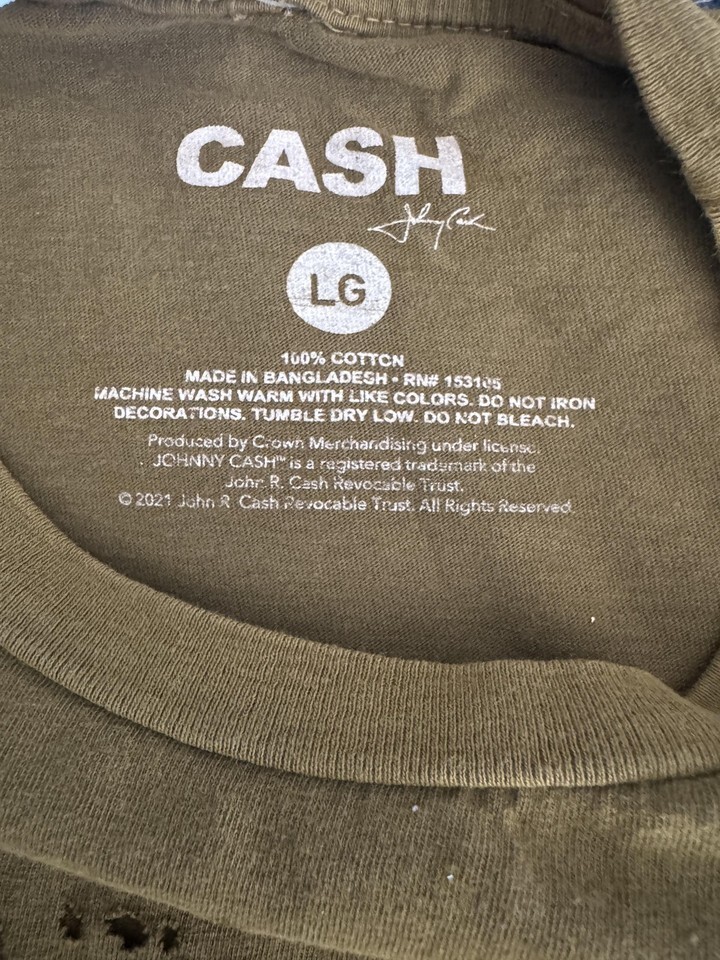 CASH
Johnny Cash
LG
100% COTTON
MADE IN BANGLADESH • RN# 153105
MACHINE WASH WARM WITH LIKE COLORS. DO NOT IRON
DECORATIONS. TUMBLE DRY LOW. DO NOT BLEACH.
Produced by Crown Merchandising under license.
JOHNNY CASH™ is a registered trademark of the
John R. Cash Revocable Trust.
© 2021 John R. Cash Revocable Trust. All Rights Reserved.